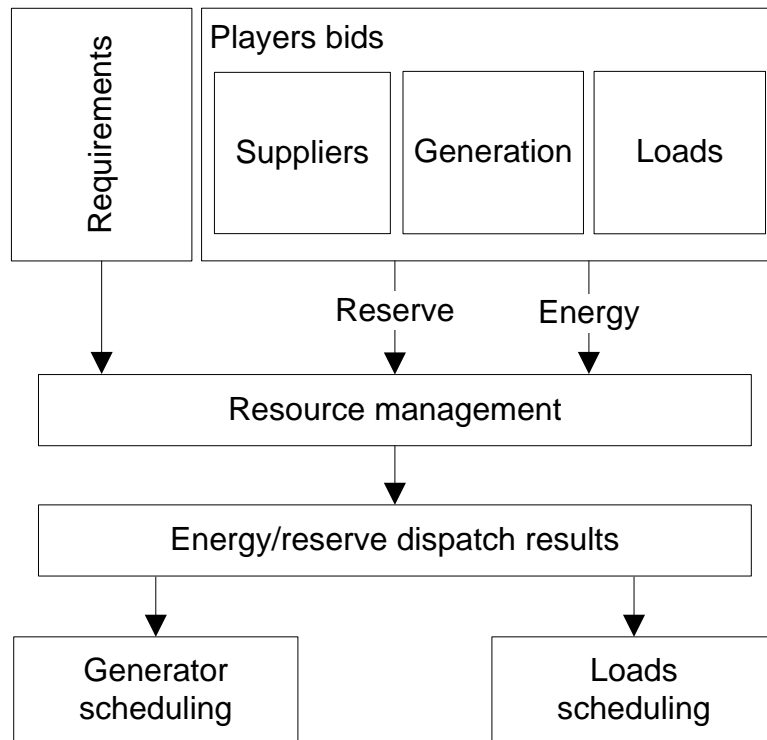 Requirements
Players bids
Suppliers
Generation
Loads
Reserve
Energy
Resource management
Energy/reserve dispatch results
Generator
scheduling
Loads
scheduling